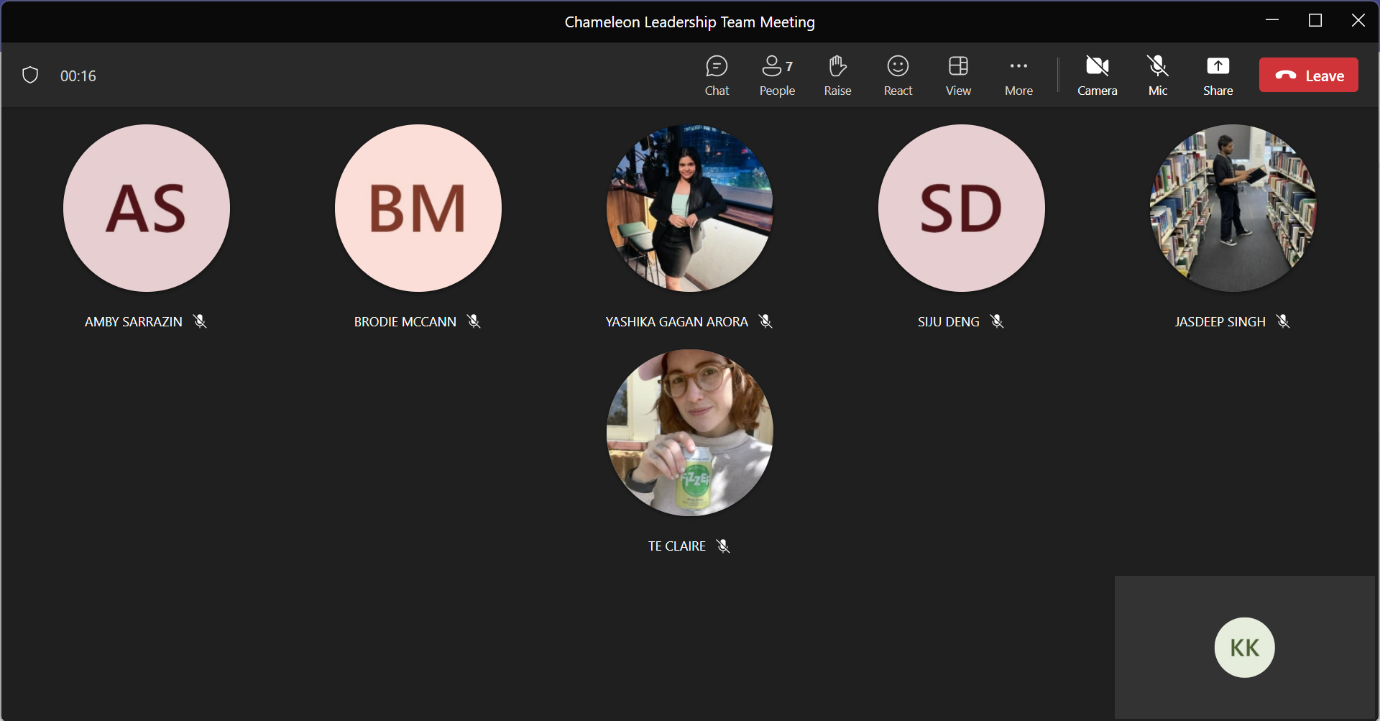 Chameleon Leadership Team Meeting
00:16
7
Chat People Raise React View More Camera Mic Share Leave
AS BM SD
AMBY SARRAZIN BRODIE MCCANN YASHIKA GAGAN ARORA SIJU DENG JASDEEP SINGH
FIZZER
TE CLAIRE
KK